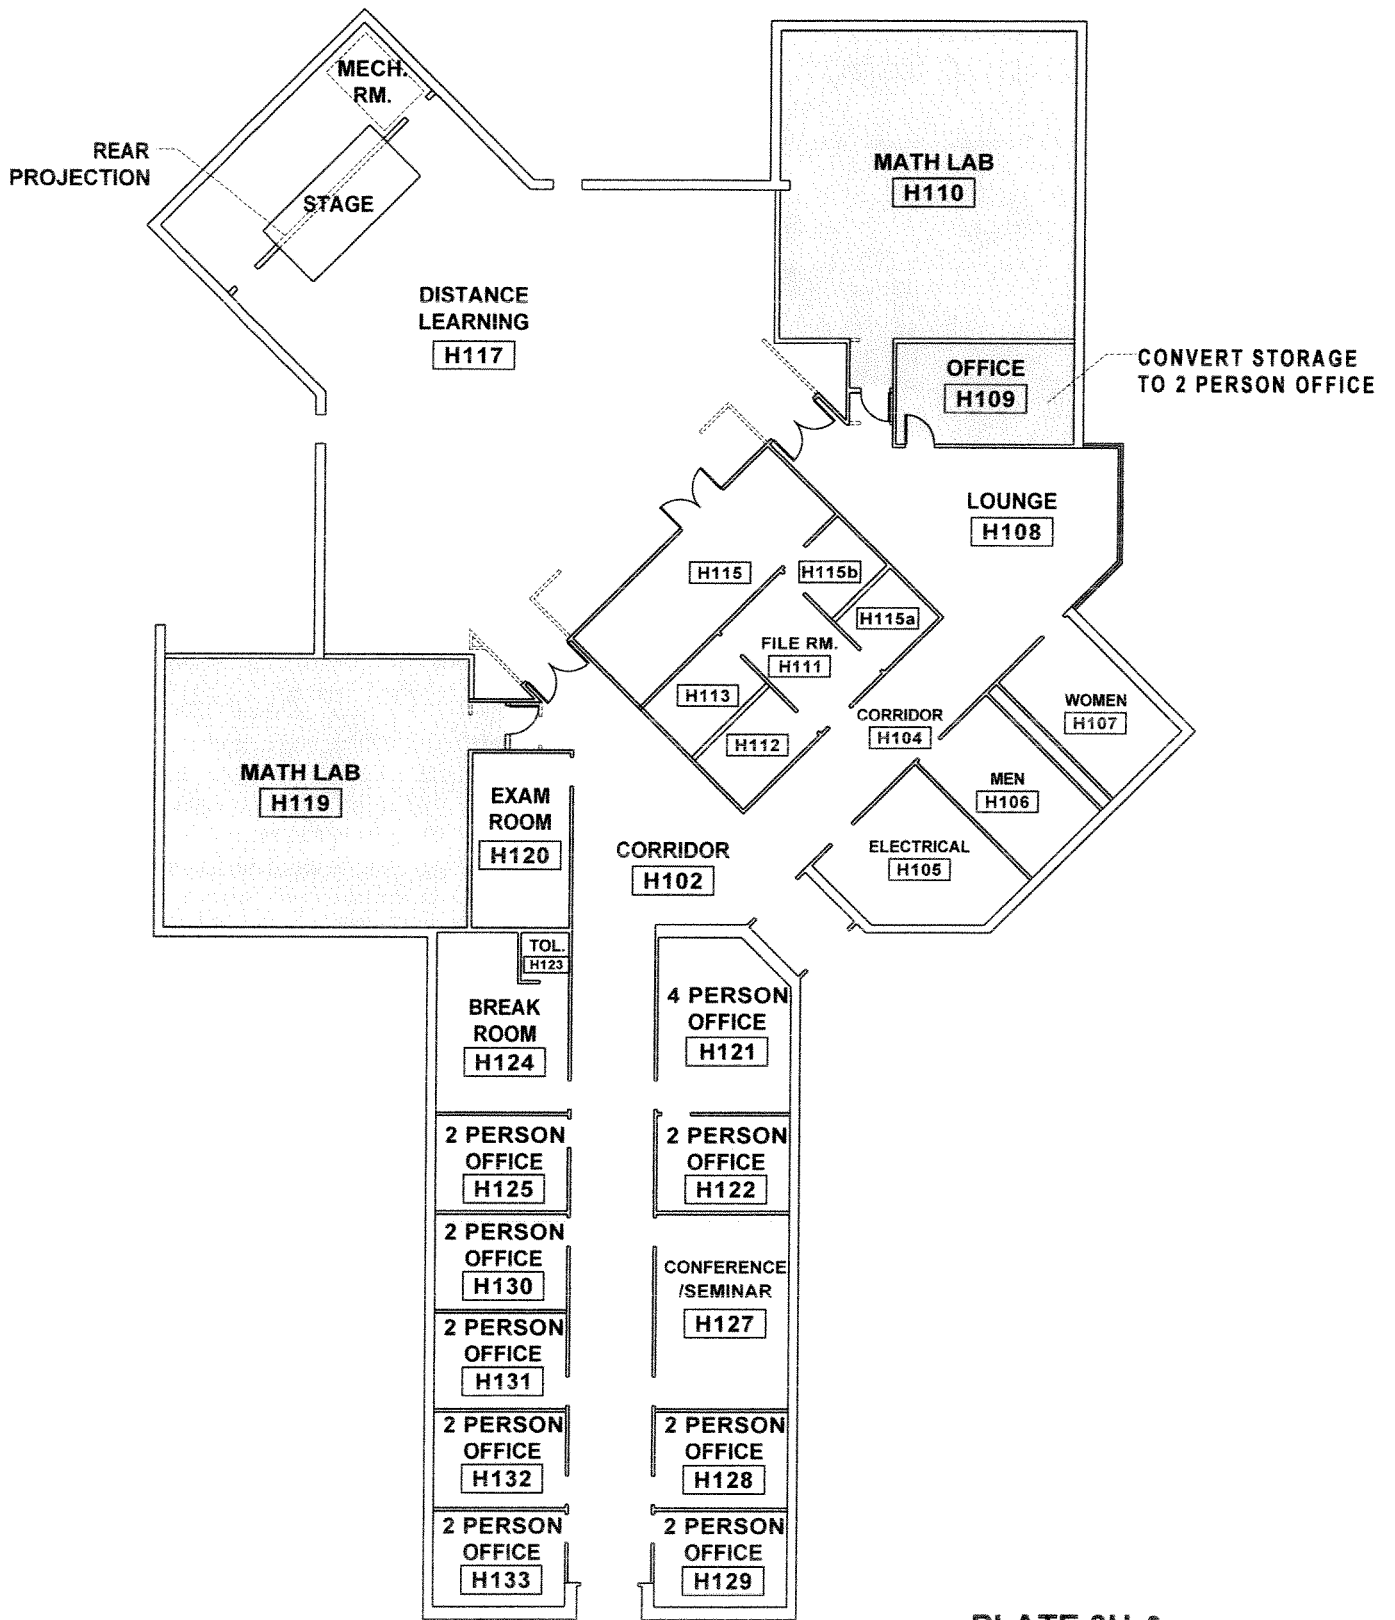 MECH.
RM.
REAR
PROJECTION
STAGE
MATH LAB
H110
DISTANCE
LEARNING
H117
OFFICE
H109
CONVERT STORAGE
TO 2 PERSON OFFICE
LOUNGE
H108
H115
H115b
H115a
FILE RM.
H111
H113
H112
CORRIDOR
H104
WOMEN
H107
MEN
H106
ELECTRICAL
H105
MATH LAB
H119
EXAM
ROOM
H120
CORRIDOR
H102
TOL.
H123
BREAK
ROOM
H124
4 PERSON
OFFICE
H121
2 PERSON
OFFICE
H125
2 PERSON
OFFICE
H122
2 PERSON
OFFICE
H130
CONFERENCE
/SEMINAR
H127
2 PERSON
OFFICE
H131
2 PERSON
OFFICE
H132
2 PERSON
OFFICE
H128
2 PERSON
OFFICE
H133
2 PERSON
OFFICE
H129
PLATE